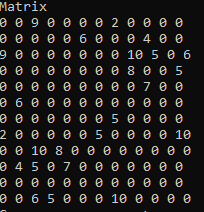 Matrix
0 0 9 0 0 0 0 2 0 0 0 0
0 0 0 0 0 6 0 0 0 4 0 0
9 0 0 0 0 0 0 0 10 5 0 6
0 0 0 0 0 0 0 0 8 0 0 5
0 0 0 0 0 0 0 0 0 7 0 0
0 6 0 0 0 0 0 0 0 0 0 0
0 0 0 0 0 0 0 5 0 0 0 0
2 0 0 0 0 0 5 0 0 0 0 10
0 0 10 8 0 0 0 0 0 0 0 0
0 4 5 0 7 0 0 0 0 0 0 0
0 0 0 0 0 0 0 0 0 0 0 0
0 0 6 5 0 0 0 10 0 0 0 0